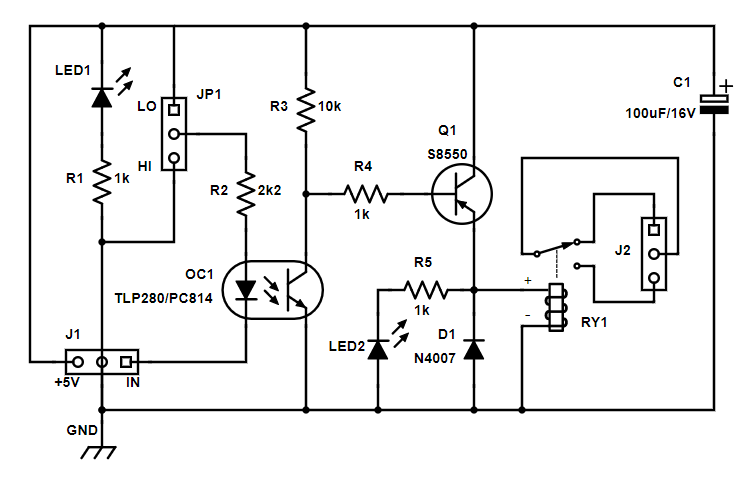 LED1
JP1
LO
HI
R1
1k
R2
2k2
R3
10k
R4
1k
Q1
S8550
C1
+
100uF/16V
OC1
TLP280/PC814
R5
1k
LED2
D1
N4007
+
-
RY1
J2
J1
+5V
IN
GND